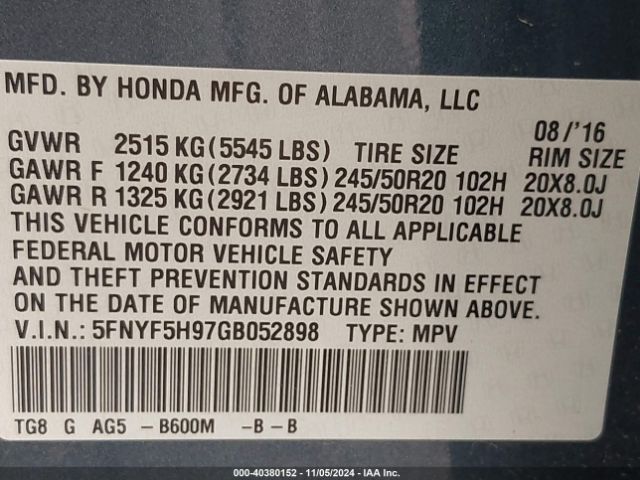 MFD. BY HONDA MFG. OF ALABAMA, LLC
08/'16
GVWR 2515 KG (5545 LBS) TIRE SIZE RIM SIZE
GAWR F 1240 KG (2734 LBS) 245/50R20 102H 20X8.0J
GAWR R 1325 KG (2921 LBS) 245/50R20 102H 20X8.0J
THIS VEHICLE CONFORMS TO ALL APPLICABLE
FEDERAL MOTOR VEHICLE SAFETY
AND THEFT PREVENTION STANDARDS IN EFFECT
ON THE DATE OF MANUFACTURE SHOWN ABOVE.
V.I.N.: 5FNYF5H97GB052898 TYPE: MPV
TG8 G AG5 -B600M -B-B
000-40380152 - 11/05/2024 - IAA Inc.